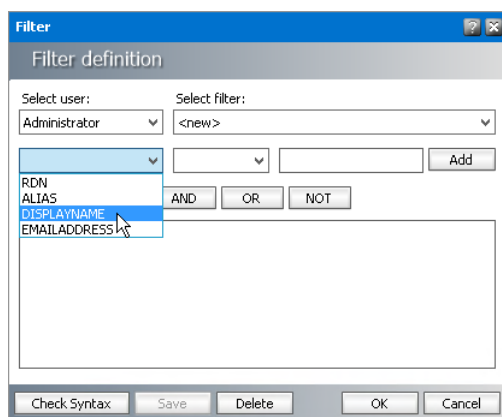 Filter
Filter definition
Select user: Select filter:
Administrator <new>
Add
RDN
ALIAS AND OR NOT
DISPLAYNAME
EMAILADDRESS
Check Syntax Save Delete OK Cancel